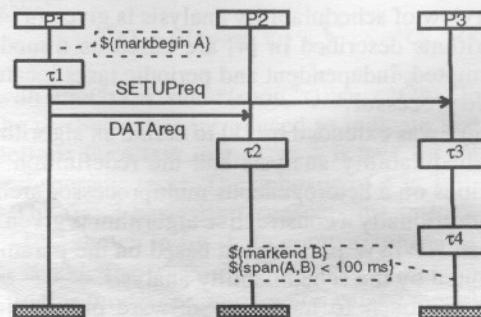 P1 P2 P3
${markbegin A}
τ1
SETUPreq
DATAreq
τ2 τ3
τ4
${markend B}
${span(A,B) < 100 ms}